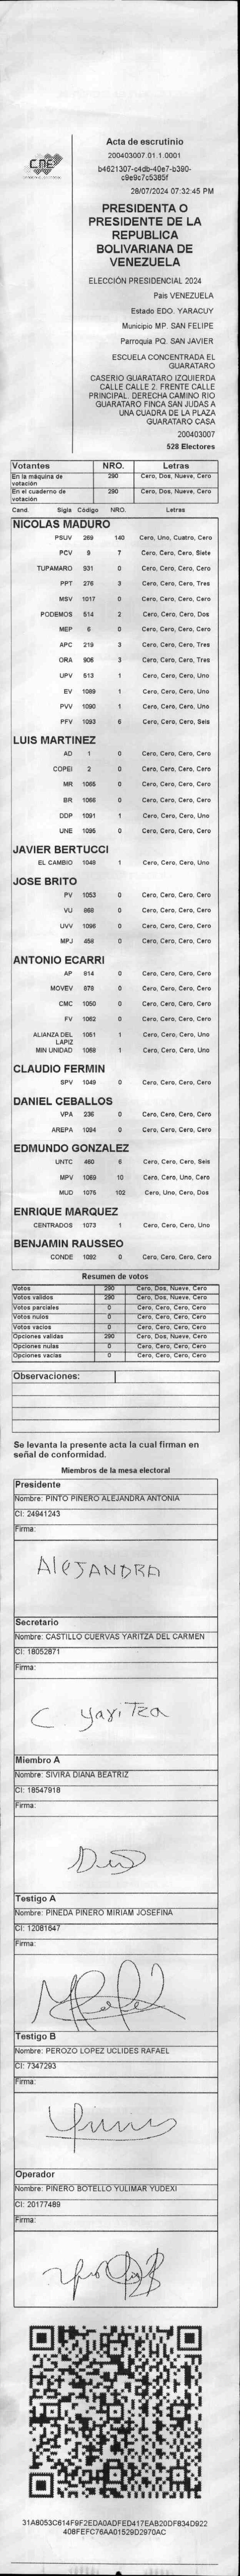 CNE
Acta de escrutinio
200403007.01.1.0001
b4621307-c4db-40e7-b390-
c9e9c7c5385f
28/07/2024 07:32:45 PM
PRESIDENTA O
PRESIDENTE DE LA
REPUBLICA
BOLIVARIANA DE
VENEZUELA
ELECCIÓN PRESIDENCIAL 2024
Pais VENEZUELA
Estado EDO. YARACUY
Municipio MP. SAN FELIPE
Parroquia PQ. SAN JAVIER
ESCUELA CONCENTRADA EL
GUARATARO
CASERIO GUARATARO IZQUIERDA
CALLE CALLE 2. FRENTE CALLE
PRINCIPAL. DERECHA CAMINO RIO
GUARATARO FINCA SAN JUDAS A
UNA CUADRA DE LA PLAZA
GUARATARO CASA
200403007
528 Electores
Votantes NRO. Letras
En la máquina de votación 290 Cero, Dos, Nueve, Cero
En el cuaderno de votación 290 Cero, Dos, Nueve, Cero
Cand. Sigla Código NRO. Letras
NICOLAS MADURO
PSUV 269 140 Cero, Uno, Cuatro, Cero
PCV 9 7 Cero, Cero, Cero, Siete
TUPAMARO 931 0 Cero, Cero, Cero, Cero
PPT 276 3 Cero, Cero, Cero, Tres
MSV 1017 0 Cero, Cero, Cero, Cero
PODEMOS 514 2 Cero, Cero, Cero, Dos
MEP 6 0 Cero, Cero, Cero, Cero
APC 219 3 Cero, Cero, Cero, Tres
ORA 906 3 Cero, Cero, Cero, Tres
UPV 513 1 Cero, Cero, Cero, Uno
EV 1089 1 Cero, Cero, Cero, Uno
PVV 1090 1 Cero, Cero, Cero, Uno
PFV 1093 6 Cero, Cero, Cero, Seis
LUIS MARTINEZ
AD 1 0 Cero, Cero, Cero, Cero
COPEI 2 0 Cero, Cero, Cero, Cero
MR 1065 0 Cero, Cero, Cero, Cero
BR 1066 0 Cero, Cero, Cero, Cero
DDP 1091 1 Cero, Cero, Cero, Uno
UNE 1095 0 Cero, Cero, Cero, Cero
JAVIER BERTUCCI
EL CAMBIO 1048 1 Cero, Cero, Cero, Uno
JOSE BRITO
PV 1053 0 Cero, Cero, Cero, Cero
VU 868 0 Cero, Cero, Cero, Cero
UVV 1096 0 Cero, Cero, Cero, Cero
MPJ 458 0 Cero, Cero, Cero, Cero
ANTONIO ECARRI
AP 814 0 Cero, Cero, Cero, Cero
MOVEV 878 0 Cero, Cero, Cero, Cero
CMC 1050 0 Cero, Cero, Cero, Cero
FV 1062 0 Cero, Cero, Cero, Cero
ALIANZA DEL LAPIZ 1051 1 Cero, Cero, Cero, Uno
MIN UNIDAD 1068 1 Cero, Cero, Cero, Uno
CLAUDIO FERMIN
SPV 1049 0 Cero, Cero, Cero, Cero
DANIEL CEBALLOS
VPA 236 0 Cero, Cero, Cero, Cero
AREPA 1094 0 Cero, Cero, Cero, Cero
EDMUNDO GONZALEZ
UNTC 460 6 Cero, Cero, Cero, Seis
MPV 1069 10 Cero, Cero, Uno, Cero
MUD 1076 102 Cero, Uno, Cero, Dos
ENRIQUE MARQUEZ
CENTRADOS 1073 1 Cero, Cero, Cero, Uno
BENJAMIN RAUSSEO
CONDE 1092 0 Cero, Cero, Cero, Cero
Resumen de votos
Votos 290 Cero, Dos, Nueve, Cero
Votos validos 290 Cero, Dos, Nueve, Cero
Votos parciales 0 Cero, Cero, Cero, Cero
Votos nulos 0 Cero, Cero, Cero, Cero
Votos vacios 0 Cero, Cero, Cero, Cero
Opciones validas 290 Cero, Dos, Nueve, Cero
Opciones nulas 0 Cero, Cero, Cero, Cero
Opciones vacias 0 Cero, Cero, Cero, Cero
Observaciones:
Se levanta la presente acta la cual firman en
señal de conformidad.
Miembros de la mesa electoral
Presidente
Nombre: PINTO PIÑERO ALEJANDRA ANTONIA
CI: 24941243
Firma:
AleJANDRA
Secretario
Nombre: CASTILLO CUERVAS YARITZA DEL CARMEN
CI: 18052871
Firma:
C. yariTza
Miembro A
Nombre: SIVIRA DIANA BEATRIZ
CI: 18547918
Firma:
Testigo A
Nombre: PINEDA PIÑERO MIRIAM JOSEFINA
CI: 12081647
Firma:
Testigo B
Nombre: PEROZO LOPEZ UCLIDES RAFAEL
CI: 7347293
Firma:
Operador
Nombre: PIÑERO BOTELLO YULIMAR YUDEXI
CI: 20177489
Firma:
31A8053C614F9F2EDA0ADFED417EAB20DF834D922
408FEFC76AA01529D2970AC